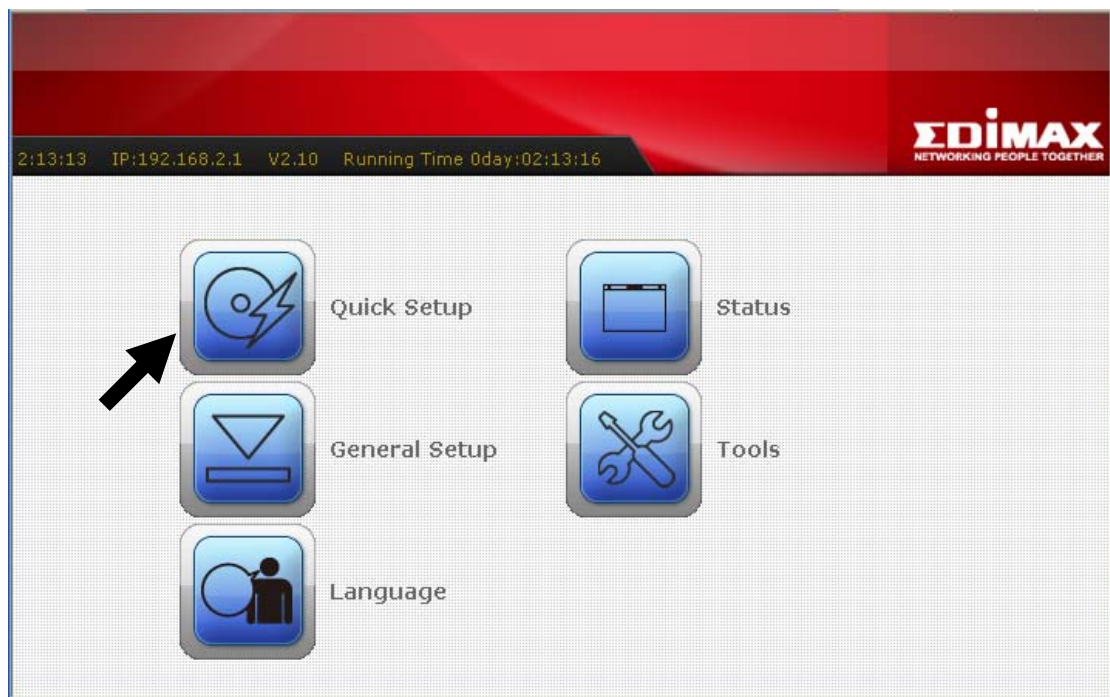 EDIMAX
NETWORKING PEOPLE TOGETHER
2:13:13 IP:192.168.2.1 V2.10 Running Time 0day:02:13:16
Quick Setup
Status
General Setup
Tools
Language